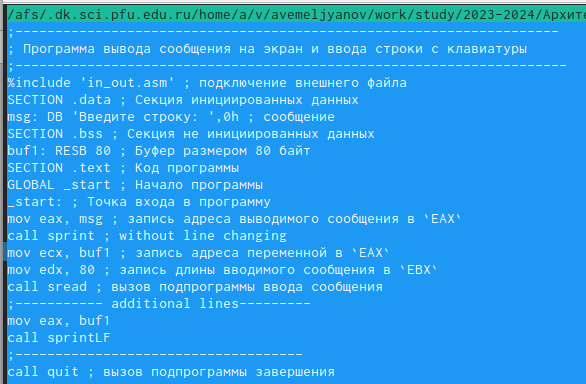 /afs/.dk.sci.pfu.edu.ru/home/a/v/avemeljyanov/work/study/2023-2024/Архите
;-------------------------------------------------------------------
; Программа вывода сообщения на экран и ввода строки с клавиатуры
;--------------------------------------------------------------------
%include 'in_out.asm' ; подключение внешнего файла
SECTION .data ; Секция инициированных данных
msg: DB 'Введите строку: ',0h ; сообщение
SECTION .bss ; Секция не инициированных данных
buf1: RESB 80 ; Буфер размером 80 байт
SECTION .text ; Код программы
GLOBAL _start ; Начало программы
_start: ; Точка входа в программу
mov eax, msg ; запись адреса выводимого сообщения в `EAX`
call sprint ; without line changing
mov ecx, buf1 ; запись адреса переменной в `EAX`
mov edx, 80 ; запись длины вводимого сообщения в `EBX`
call sread ; вызов подпрограммы ввода сообщения
;----------- additional lines---------
mov eax, buf1
call sprintLF
;------------------------------------
call quit ; вызов подпрограммы завершения